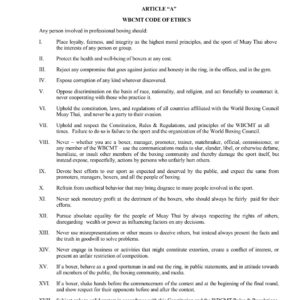 ARTICLE "A"
WBCMT CODE OF ETHICS
Any person involved in professional boxing should:
I. Place loyalty, fairness, and integrity as the highest moral principles, and the sport of Muay Thai above
the interests of any person or group.
II. Protect the health and well-being of boxers at any cost.
III. Reject any compromise that goes against justice and honesty in the ring, in the offices, and in the gym.
IV. Expose corruption of any kind wherever discovered.
V. Oppose discrimination on the basis of race, nationality, and religion, and act forcefully to counteract it,
never cooperating with those who practice it.
VI. Uphold the constitution, laws, and regulations of all countries affiliated with the World Boxing Council
Muay Thai, and never be a party to their evasion
VII. Uphold and respect the Constitution, Rules & Regulations, and principles of the WBCMT at all
times. Failure to do so is failure to the sport and the organization of the World Boxing Council.
VIII. Never – whether you are a boxer, manager, promoter, trainer, matchmaker, official, commissioner, or
any member of the WBCMT - use the communications media to slur, slander, libel, or otherwise defame,
humiliate, or insult other members of the boxing community and thereby damage the sport itself, but
instead expose, respectfully, actions by persons who unfairly harm others.
IX. Devote best efforts to our sport as expected and deserved by the public, and expect the same from
promoters, managers, boxers, and all the people of boxing.
X. Refrain from unethical behavior that may bring disgrace to many people involved in the sport.
XI. Never seek monetary profit at the detriment of the boxers, who should always be fairly paid for their
efforts.
XII. Pursue absolute equality for the people of Muay Thai by always respecting the rights of others,
disregarding wealth or power as influencing factors on any decisions.
XIII. Never use misrepresentations or other means to deceive others, but instead always present the facts and
the truth in goodwill to solve problems.
XIV. Never engage in business or activities that might constitute extortion, create a conflict of interest, or
present an unfair restriction of competition.
XV. If a boxer, behave as a good sportsman in and out the ring, in public statements, and in attitude towards
all members of the public, the boxing community, and media.
XVI. If a boxer, shake hands before the commencement of the contest and at the beginning of the final round,
and show respect for their opponents before and after the contest.